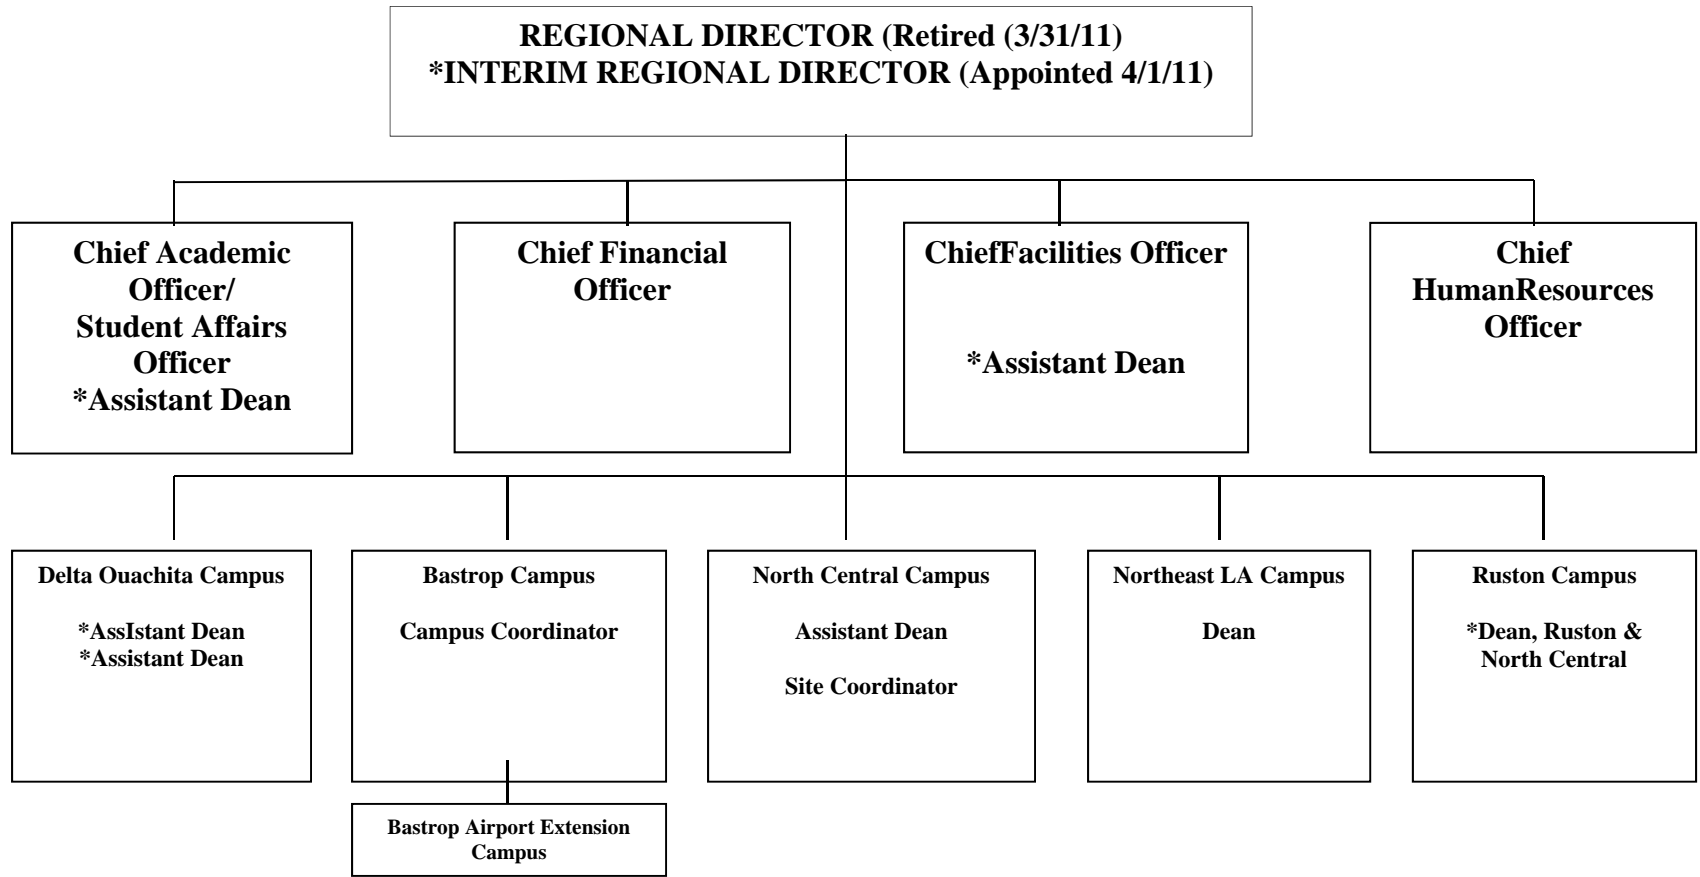 REGIONAL DIRECTOR (Retired (3/31/11)
*INTERIM REGIONAL DIRECTOR (Appointed 4/1/11)
Chief Academic
Officer/
Student Affairs
Officer
*Assistant Dean
Chief Financial
Officer
ChiefFacilities Officer
*Assistant Dean
Chief
HumanResources
Officer
Delta Ouachita Campus
*AssIstant Dean
*Assistant Dean
Bastrop Campus
Campus Coordinator
North Central Campus
Assistant Dean
Site Coordinator
Northeast LA Campus
Dean
Ruston Campus
*Dean, Ruston &
North Central
Bastrop Airport Extension
Campus